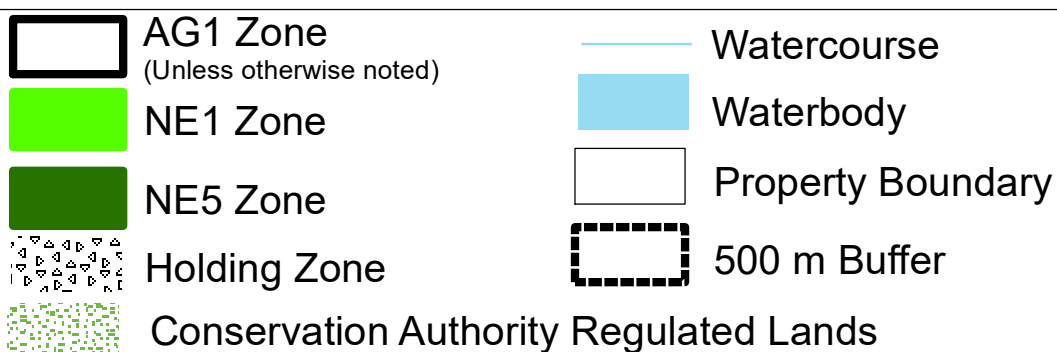 AG1 Zone
(Unless otherwise noted)
NE1 Zone
NE5 Zone
Holding Zone
Conservation Authority Regulated Lands
Watercourse
Waterbody
Property Boundary
500 m Buffer